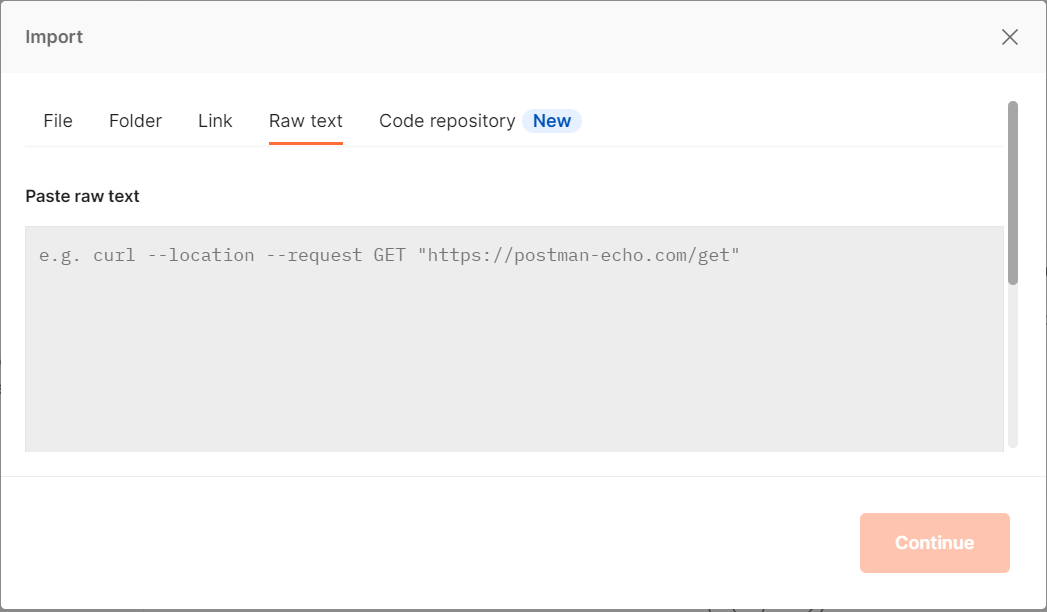 Import
File Folder Link Raw text Code repository New
Paste raw text
e.g. curl --location --request GET "https://postman-echo.com/get"
Continue